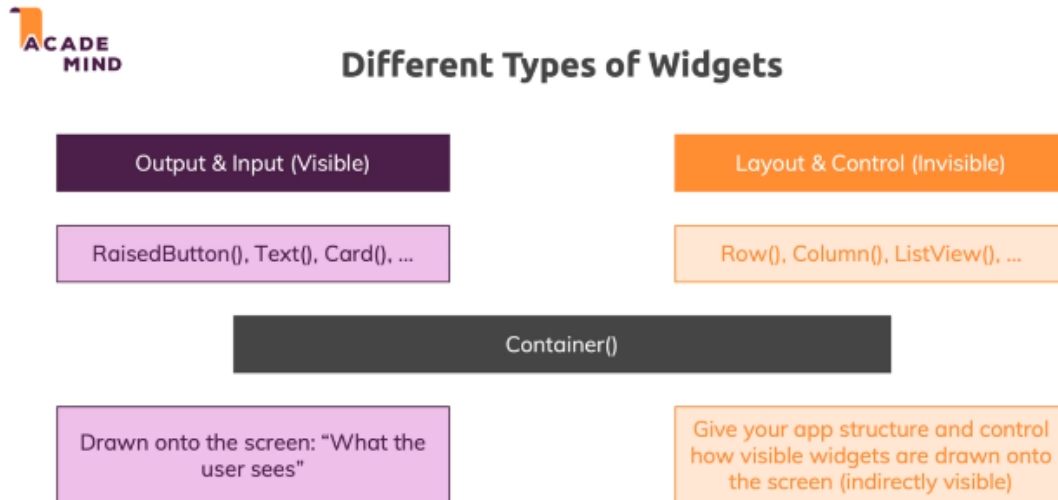 ACADE
MIND
Different Types of Widgets
Output & Input (Visible)
Layout & Control (Invisible)
RaisedButton(), Text(), Card(), ...
Row(), Column(), ListView(), ...
Container()
Drawn onto the screen: “What the
user sees”
Give your app structure and control
how visible widgets are drawn onto
the screen (indirectly visible)